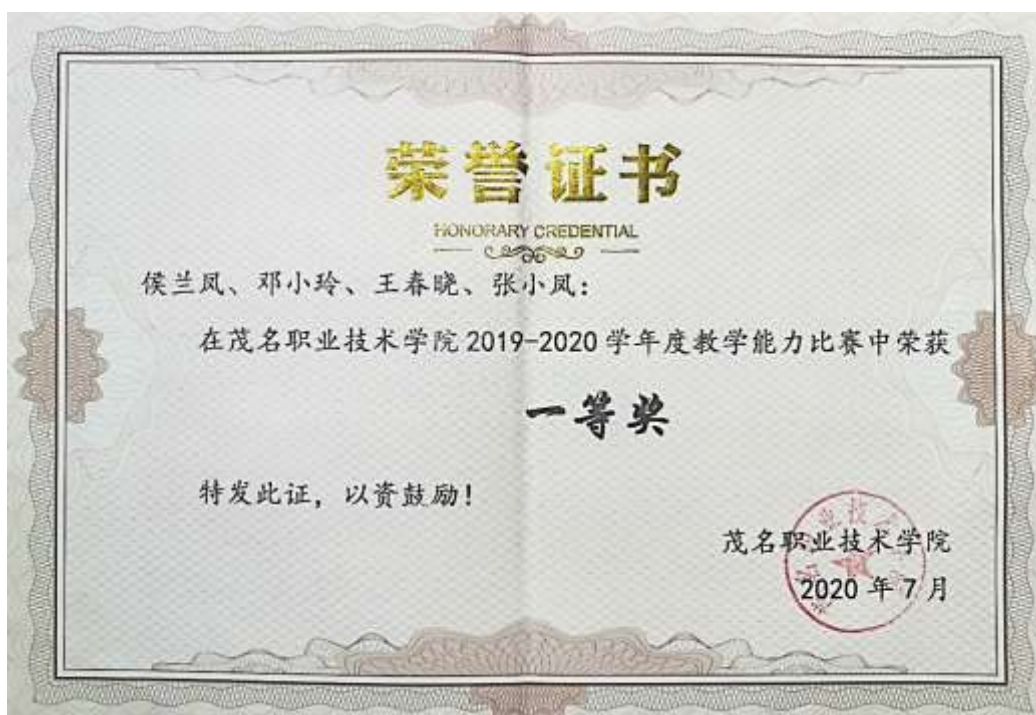 荣誉证书
HONORARY CREDENTIAL
侯兰凤、邓小玲、王春晓、张小凤：
在茂名职业技术学院2019-2020学年度教学能力比赛中荣获
一等奖
特发此证，以资鼓励！
茂名职业技术学院
2020年7月